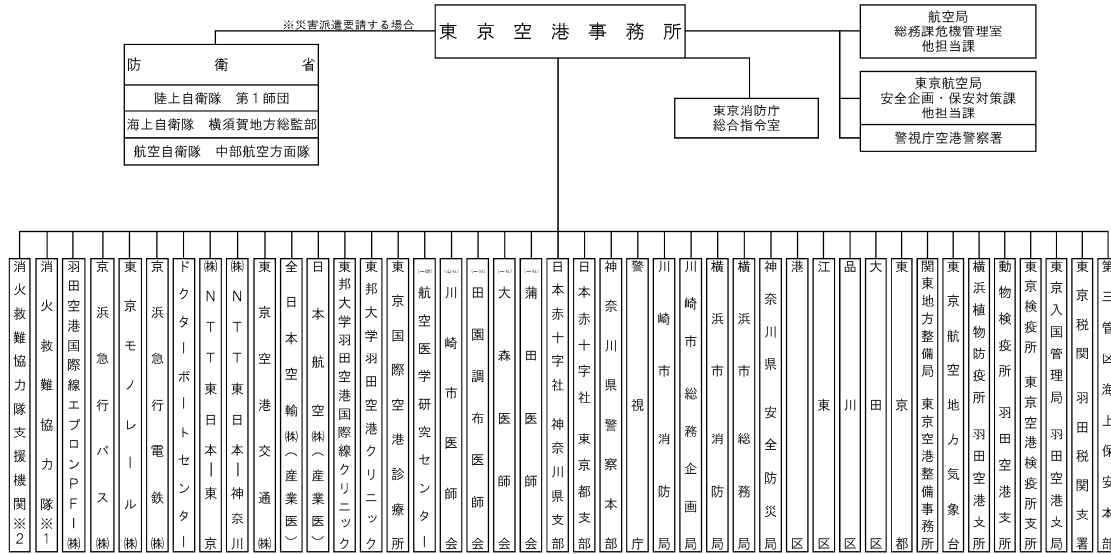 ※災害派遣要請する場合
東京空港事務所
航空局
総務課危機管理室
他担当課
防衛省
陸上自衛隊 第1師団
海上自衛隊 横須賀地方総監部
航空自衛隊 中部航空方面隊
東京消防庁
総合指令室
東京航空局
安全企画・保安対策課
他担当課
警視庁空港警察署
第三管区海上保安本部
東京税関 羽田税関支署
東京入国管理局 羽田空港支局
東京検疫所 東京空港検疫所支所
動物検疫所 羽田空港支所
横浜植物防疫所 羽田空港支所
東京航空地方気象台
関東地方整備局 東京空港整備事務所
東京都
大田区
品川区
江東区
港区
神奈川県 安全防災局
横浜市総務局
横浜市消防局
川崎市総務企画局
川崎市消防局
警視庁
神奈川県警察本部
日本赤十字社 東京都支部
日本赤十字社 神奈川県支部
蒲田医師会
大森医師会
田園調布医師会
川崎市医師会
航空医学研究センター
東京国際空港診療所
東邦大学羽田空港クリニック
東邦大学羽田空港国際線クリニック
日本航空㈱（産業医）
全日本空輸㈱（産業医）
東京空港交通㈱
㈱NTT東日本ー神奈川
㈱NTT東日本ー東京
ドクターボートセンター
京浜急行電鉄㈱
東京モノレール㈱
京浜急行バス㈱
羽田空港国際線エプロンPFI㈱
消火救難協力隊※1
消火救難協力隊支援機関※2